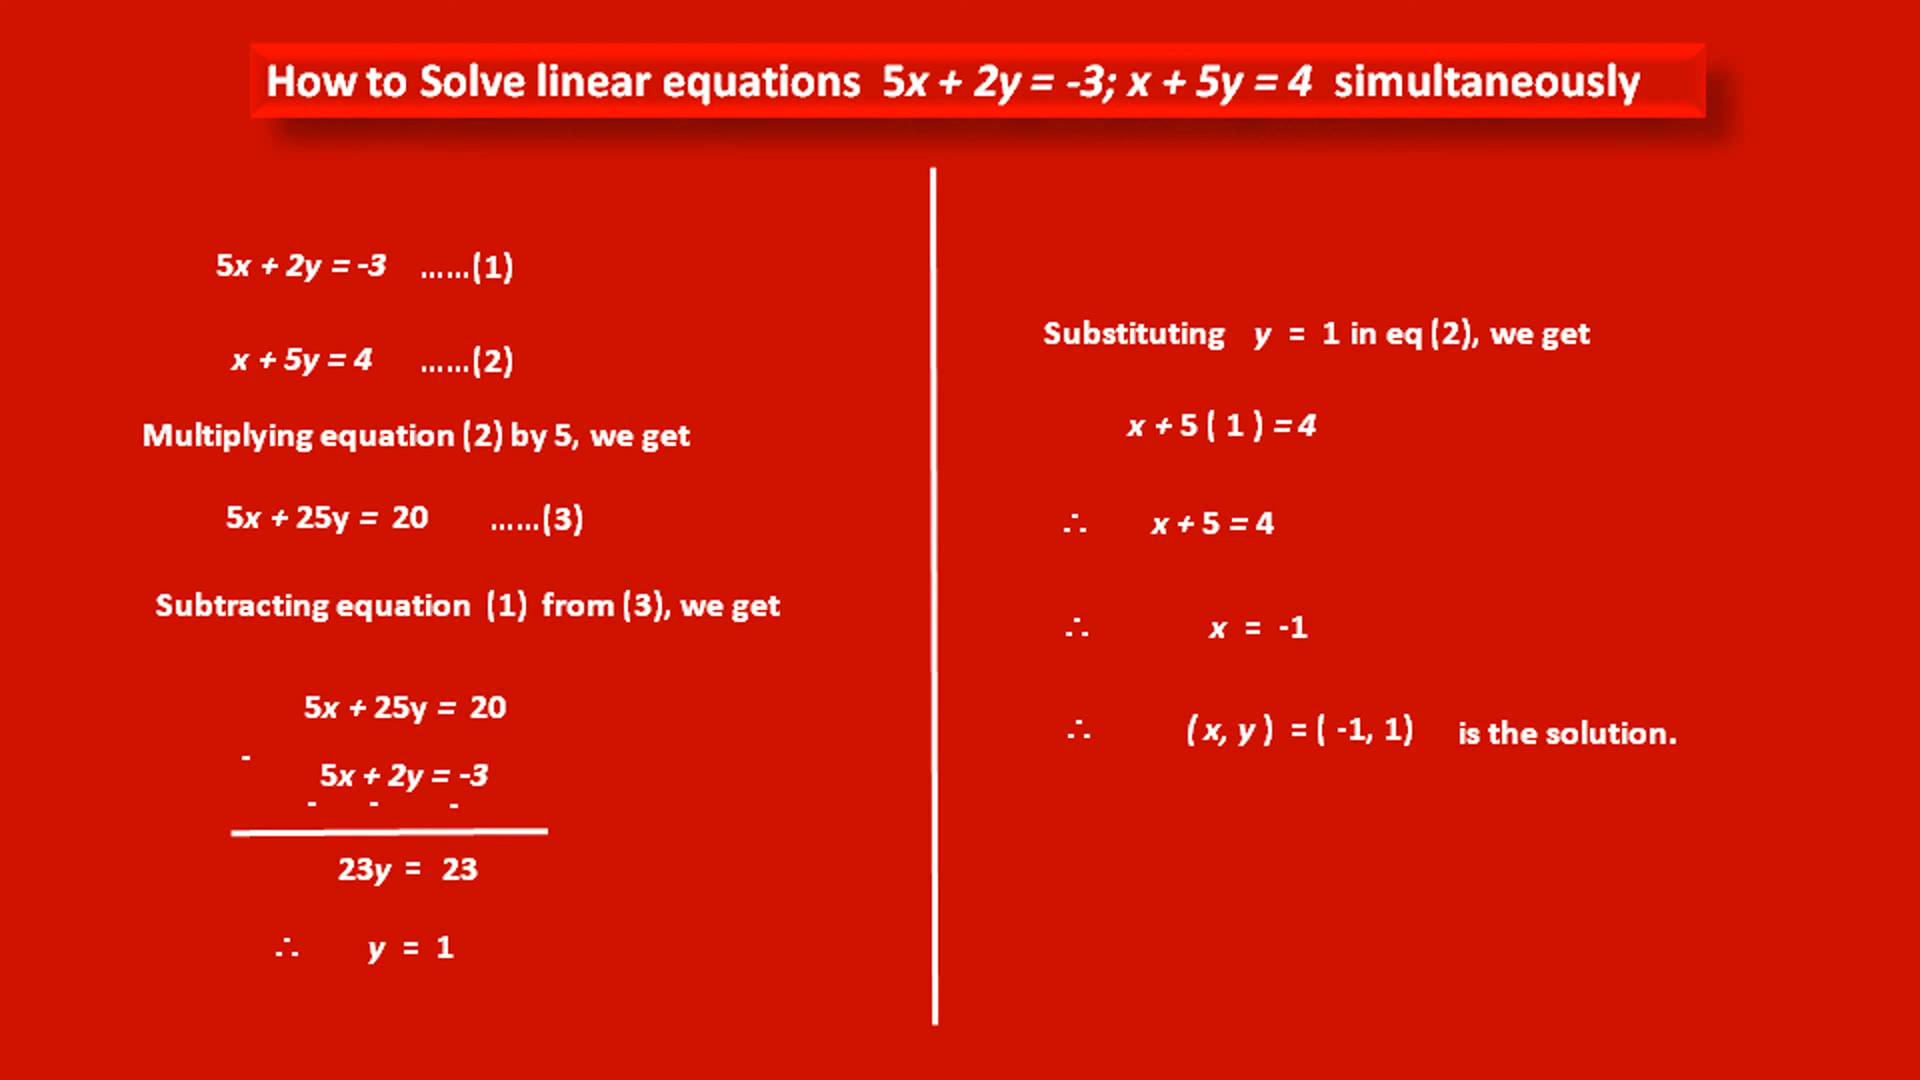 How to Solve linear equations 5x + 2y = -3; x + 5y = 4 simultaneously
5x + 2y = -3 ......(1)
x + 5y = 4 ......(2)
Multiplying equation (2) by 5, we get
5x + 25y = 20 ......(3)
Subtracting equation (1) from (3), we get
5x + 25y = 20
-
5x + 2y = -3
- - -
23y = 23
∴ y = 1
Substituting y = 1 in eq (2), we get
x + 5 ( 1 ) = 4
∴ x + 5 = 4
∴ x = -1
∴ ( x, y ) = ( -1, 1) is the solution.